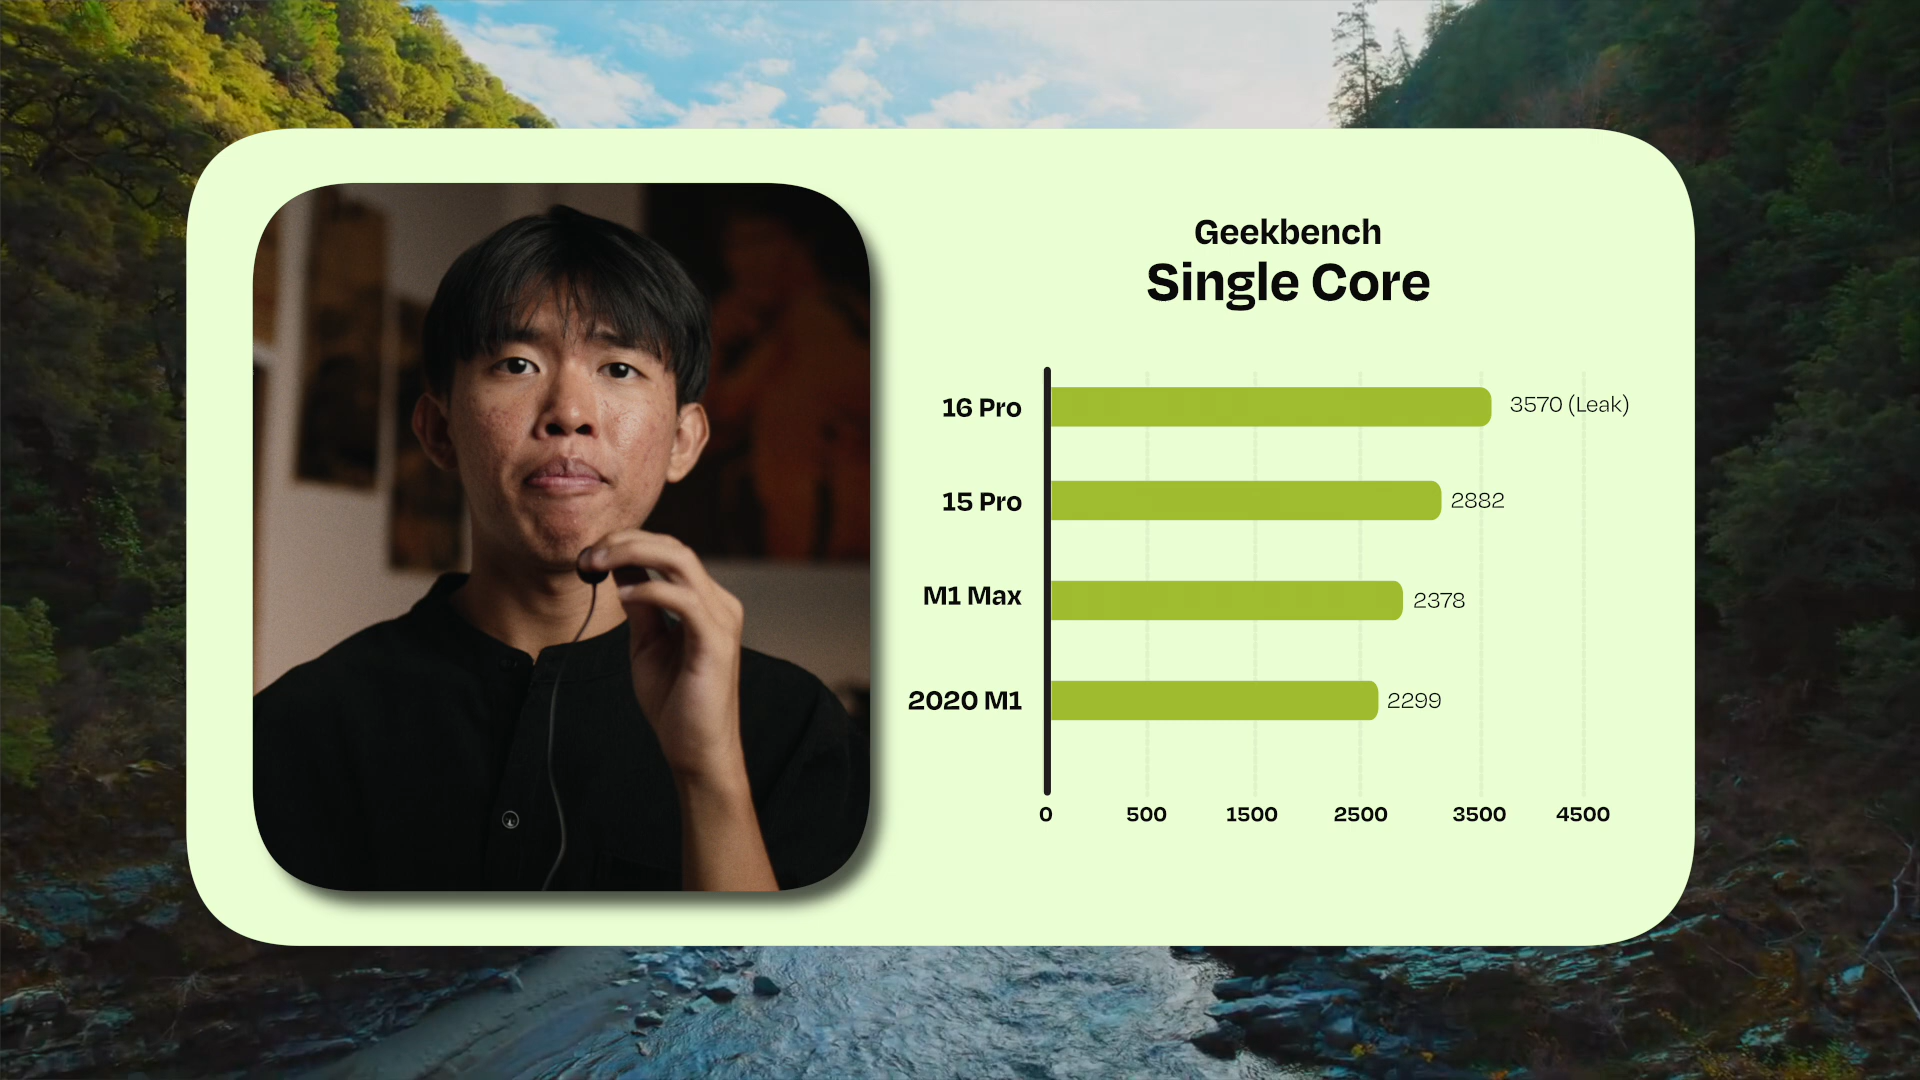 Geekbench
Single Core
16 Pro 3570 (Leak)
15 Pro 2882
M1 Max 2378
2020 M1 2299
0 500 1500 2500 3500 4500